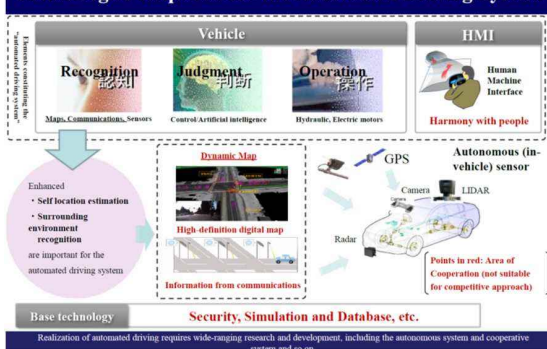 Vehicle
HMI
Elements constituting the
"automated driving system"
Recognition
認知
Judgment
判断
Operation
操作
Human
Machine
Interface
Maps, Communications, Sensors
Control/Artificial intelligence
Hydraulic, Electric motors
Harmony with people
Enhanced
・Self location estimation
・Surrounding
environment
recognition
are important for the
automated driving system
Dynamic Map
High-definition digital map
Information from communications
GPS
Autonomous (in-
vehicle) sensor
Camera
LIDAR
Radar
Points in red: Area of
Cooperation (not suitable
for competitive approach)
Base technology
Security, Simulation and Database, etc.
Realization of automated driving requires wide-ranging research and development, including the autonomous system and cooperative
system and so on